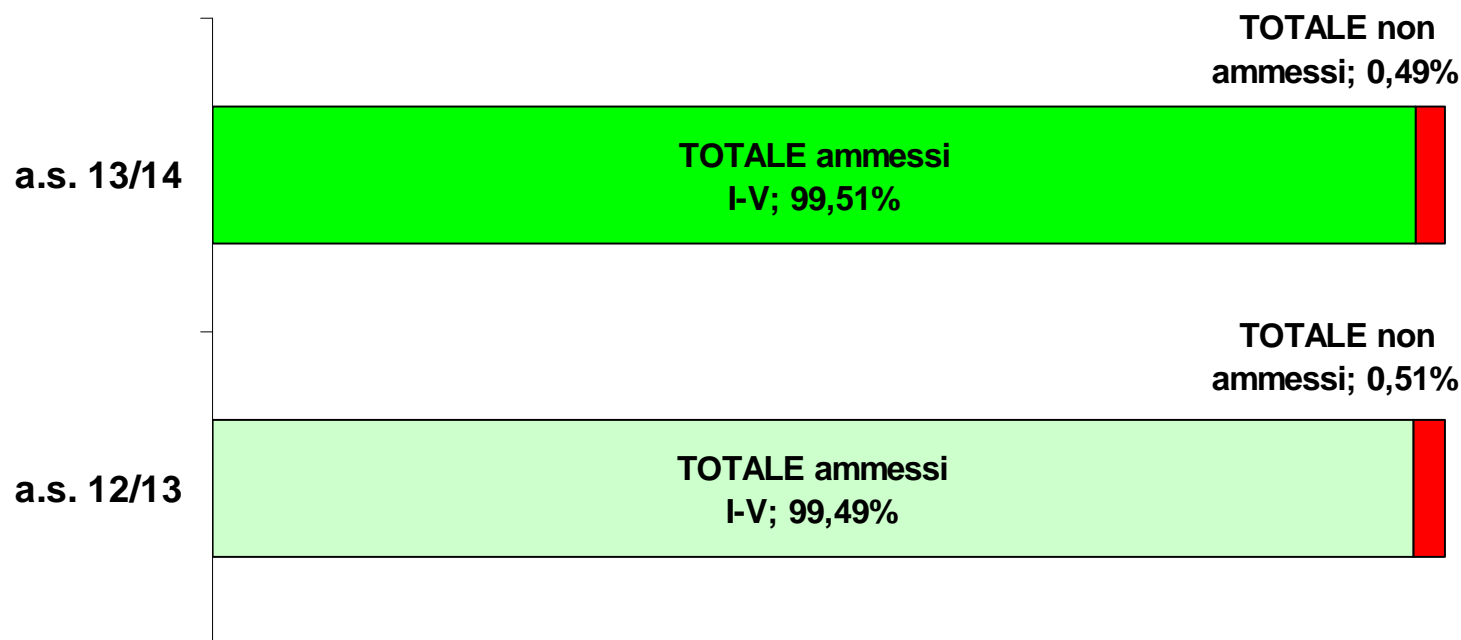 TOTALE non
ammessi; 0,49%
a.s. 13/14
TOTALE ammessi
I-V; 99,51%
TOTALE non
ammessi; 0,51%
a.s. 12/13
TOTALE ammessi
I-V; 99,49%